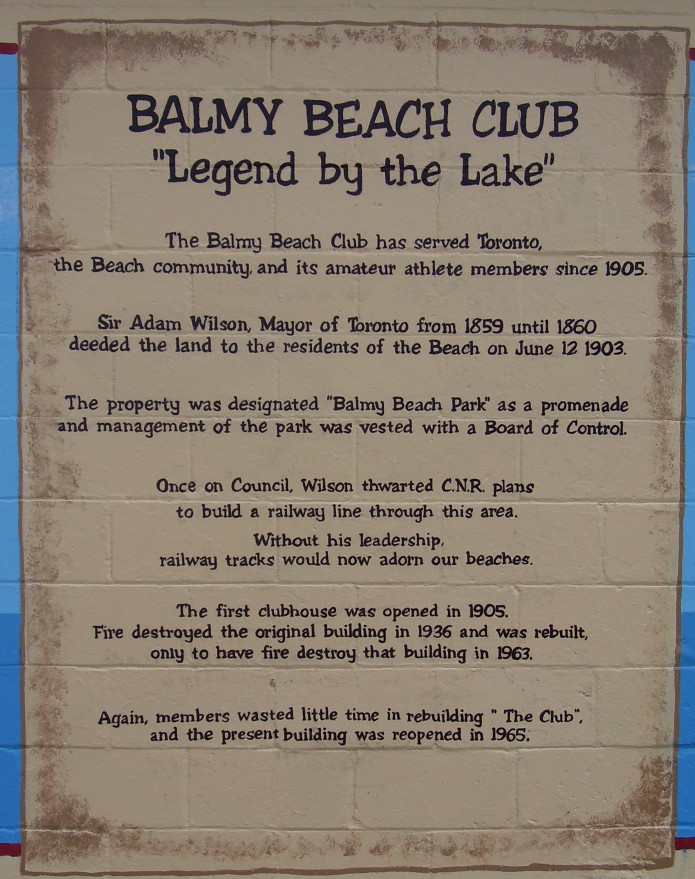 BALMY BEACH CLUB
"Legend by the Lake"
The Balmy Beach Club has served Toronto,
the Beach community, and its amateur athlete members since 1905.
Sir Adam Wilson, Mayor of Toronto from 1859 until 1860
deeded the land to the residents of the Beach on June 12 1903.
The property was designated "Balmy Beach Park" as a promenade
and management of the park was vested with a Board of Control.
Once on Council, Wilson thwarted C.N.R. plans
to build a railway line through this area.
Without his leadership,
railway tracks would now adorn our beaches.
The first clubhouse was opened in 1905.
Fire destroyed the original building in 1936 and was rebuilt,
only to have fire destroy that building in 1963.
Again, members wasted little time in rebuilding " The Club",
and the present building was reopened in 1965.